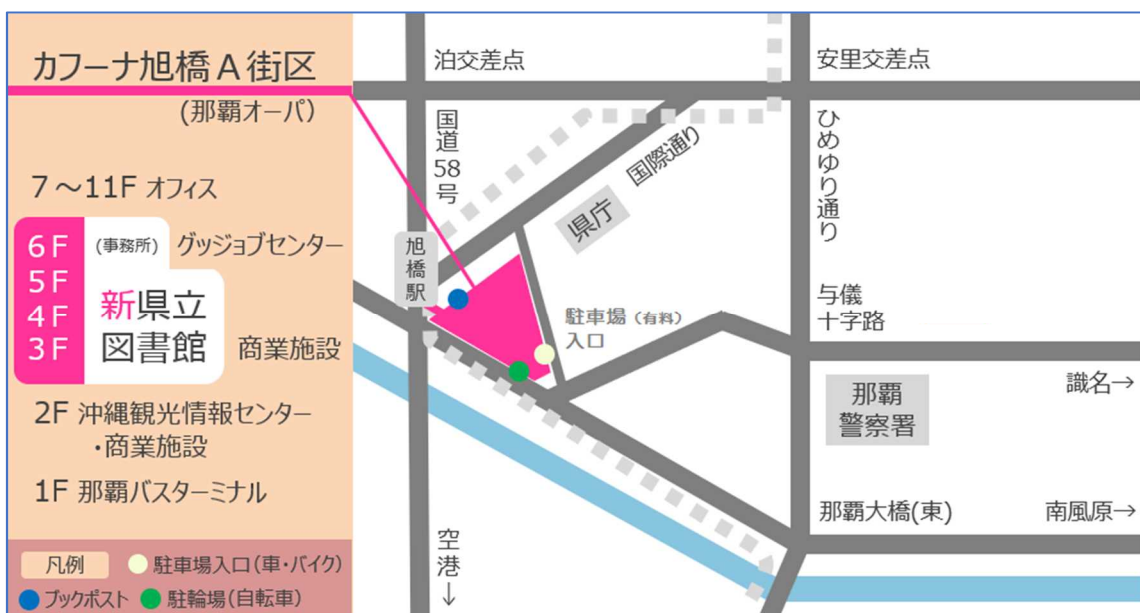 カフーナ旭橋A街区
(那覇オーパ)
7～11F オフィス
6F (事務所) グッジョブセンター
5F
4F
3F
新県立
図書館
商業施設
2F 沖縄観光情報センター
・商業施設
1F 那覇バスターミナル
凡例
駐車場入口(車・バイク)
ブックポスト
駐輪場(自転車)
泊交差点
安里交差点
国道58号
国際通り
ひめゆり通り
県庁
旭橋駅
駐車場（有料）
入口
与儀
十字路
識名→
那覇
警察署
那覇大橋(東)
南風原→
空港↓